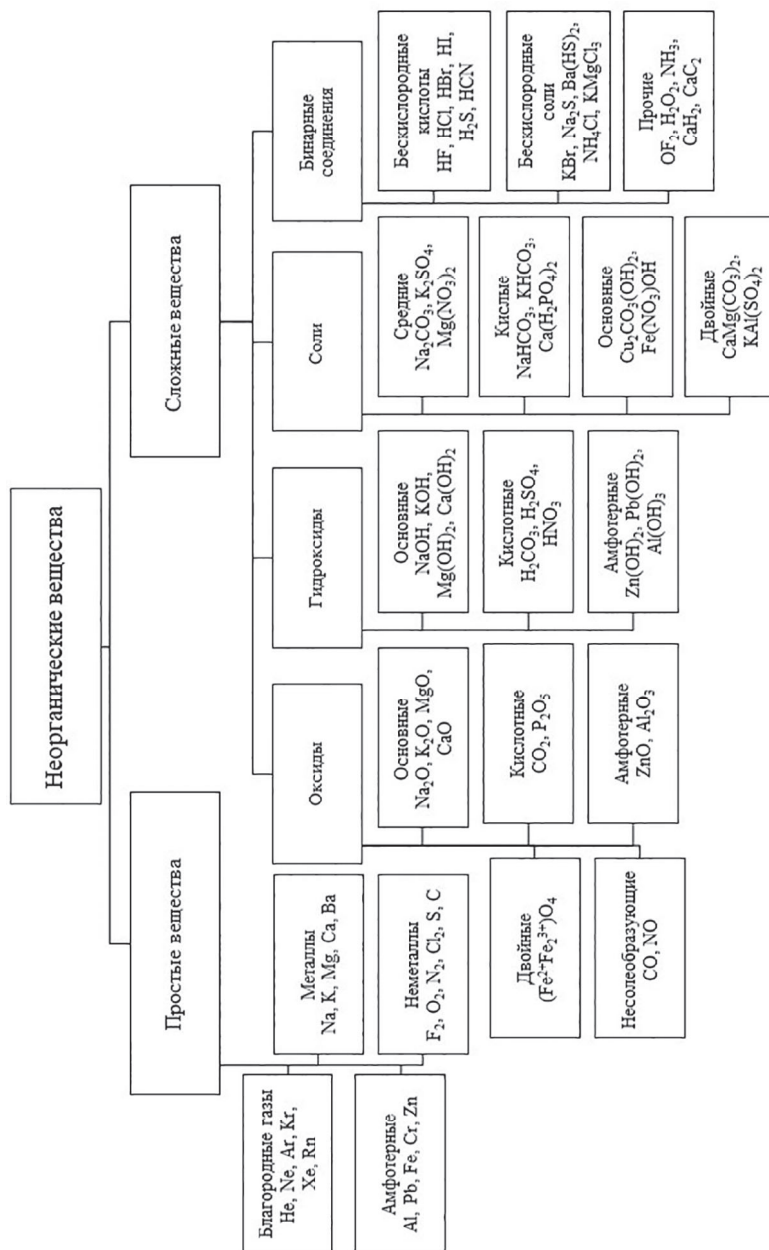 Неорганические вещества
Простые вещества
Сложные вещества
Благородные газы
He, Ne, Ar, Kr,
Xe, Rn
Амфотерные
Al, Pb, Fe, Cr, Zn
Металлы
Na, K, Mg, Ca, Ba
Неметаллы
F₂, O₂, N₂, Cl₂, S, C
Оксиды
Основные
Na₂O, K₂O, MgO,
CaO
Кислотные
CO₂, P₂O₅
Амфотерные
ZnO, Al₂O₃
Двойные
(Fe²⁺Fe₂³⁺)O₄
Несолеобразующие
CO, NO
Гидроксиды
Основные
NaOH, KOH,
Mg(OH)₂, Ca(OH)₂
Кислотные
H₂CO₃, H₂SO₄,
HNO₃
Амфотерные
Zn(OH)₂, Pb(OH)₂,
Al(OH)₃
Соли
Средние
Na₂CO₃, K₂SO₄,
Mg(NO₃)₂
Кислые
NaHCO₃, KHCO₃,
Ca(H₂PO₄)₂
Основные
Cu₂CO₃(OH)₂,
Fe(NO₃)OH
Двойные
CaMg(CO₃)₂,
KAl(SO₄)₂
Бинарные
соединения
Бескислородные
кислоты
HF, HCl, HBr, HI,
H₂S, HCN
Бескислородные
соли
KBr, Na₂S, Ba(HS)₂,
NH₄Cl, KMgCl₃
Прочие
OF₂, H₂O₂, NH₃,
CaH₂, CaC₂